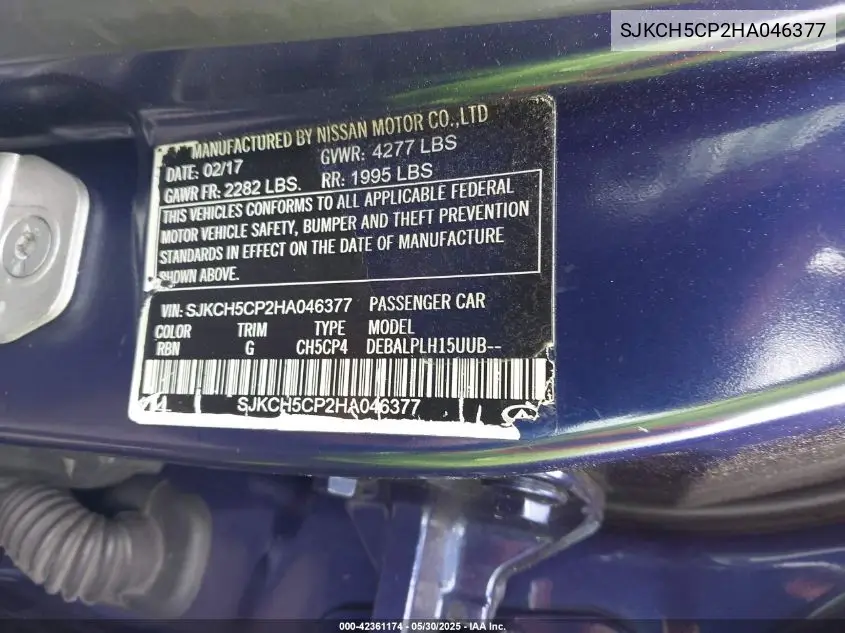 SJKCH5CP2HA046377
MANUFACTURED BY NISSAN MOTOR CO.,LTD
DATE: 02/17 GVWR: 4277 LBS
GAWR FR: 2282 LBS. RR: 1995 LBS
THIS VEHICLES CONFORMS TO ALL APPLICABLE FEDERAL
MOTOR VEHICLE SAFETY, BUMPER AND THEFT PREVENTION
STANDARDS IN EFFECT ON THE DATE OF MANUFACTURE
SHOWN ABOVE.
VIN: SJKCH5CP2HA046377 PASSENGER CAR
COLOR TRIM TYPE MODEL
RBN G CH5CP4 DEBALPLH15UUB--
SJKCH5CP2HA046377
000-42361174 - 05/30/2025 - IAA Inc.